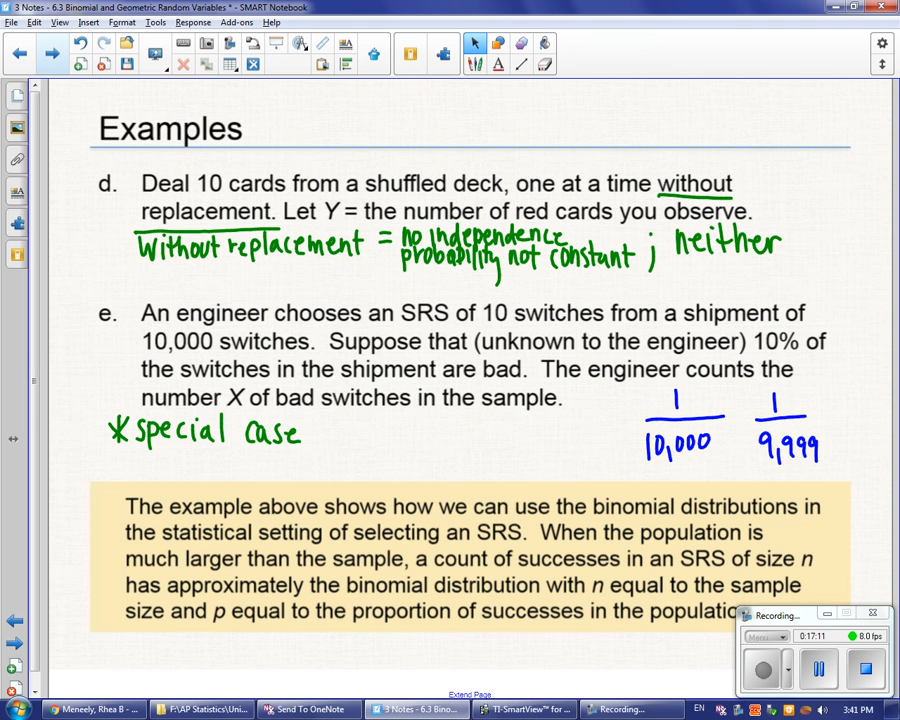 3 Notes - 6.3 Binomial and Geometric Random Variables * - SMART Notebook
File Edit View Insert Format Tools Response Add-ons Help
Examples
d. Deal 10 cards from a shuffled deck, one at a time without
replacement. Let Y = the number of red cards you observe.
Without replacement = no independence
probability not constant ; neither
e. An engineer chooses an SRS of 10 switches from a shipment of
10,000 switches. Suppose that (unknown to the engineer) 10% of
the switches in the shipment are bad. The engineer counts the
number X of bad switches in the sample.
1 1
10,000 9,999
*special case
The example above shows how we can use the binomial distributions in
the statistical setting of selecting an SRS. When the population is
much larger than the sample, a count of successes in an SRS of size n
has approximately the binomial distribution with n equal to the sample
size and p equal to the proportion of successes in the populatio
Recording...
Menu
0:17:11 8.0 fps
Extend Page
Meneely, Rhea B - ... F:\AP Statistics\Uni... Send To OneNote 3 Notes - 6.3 Bino... TI-SmartView™ for ... Recording... EN 3:41 PM